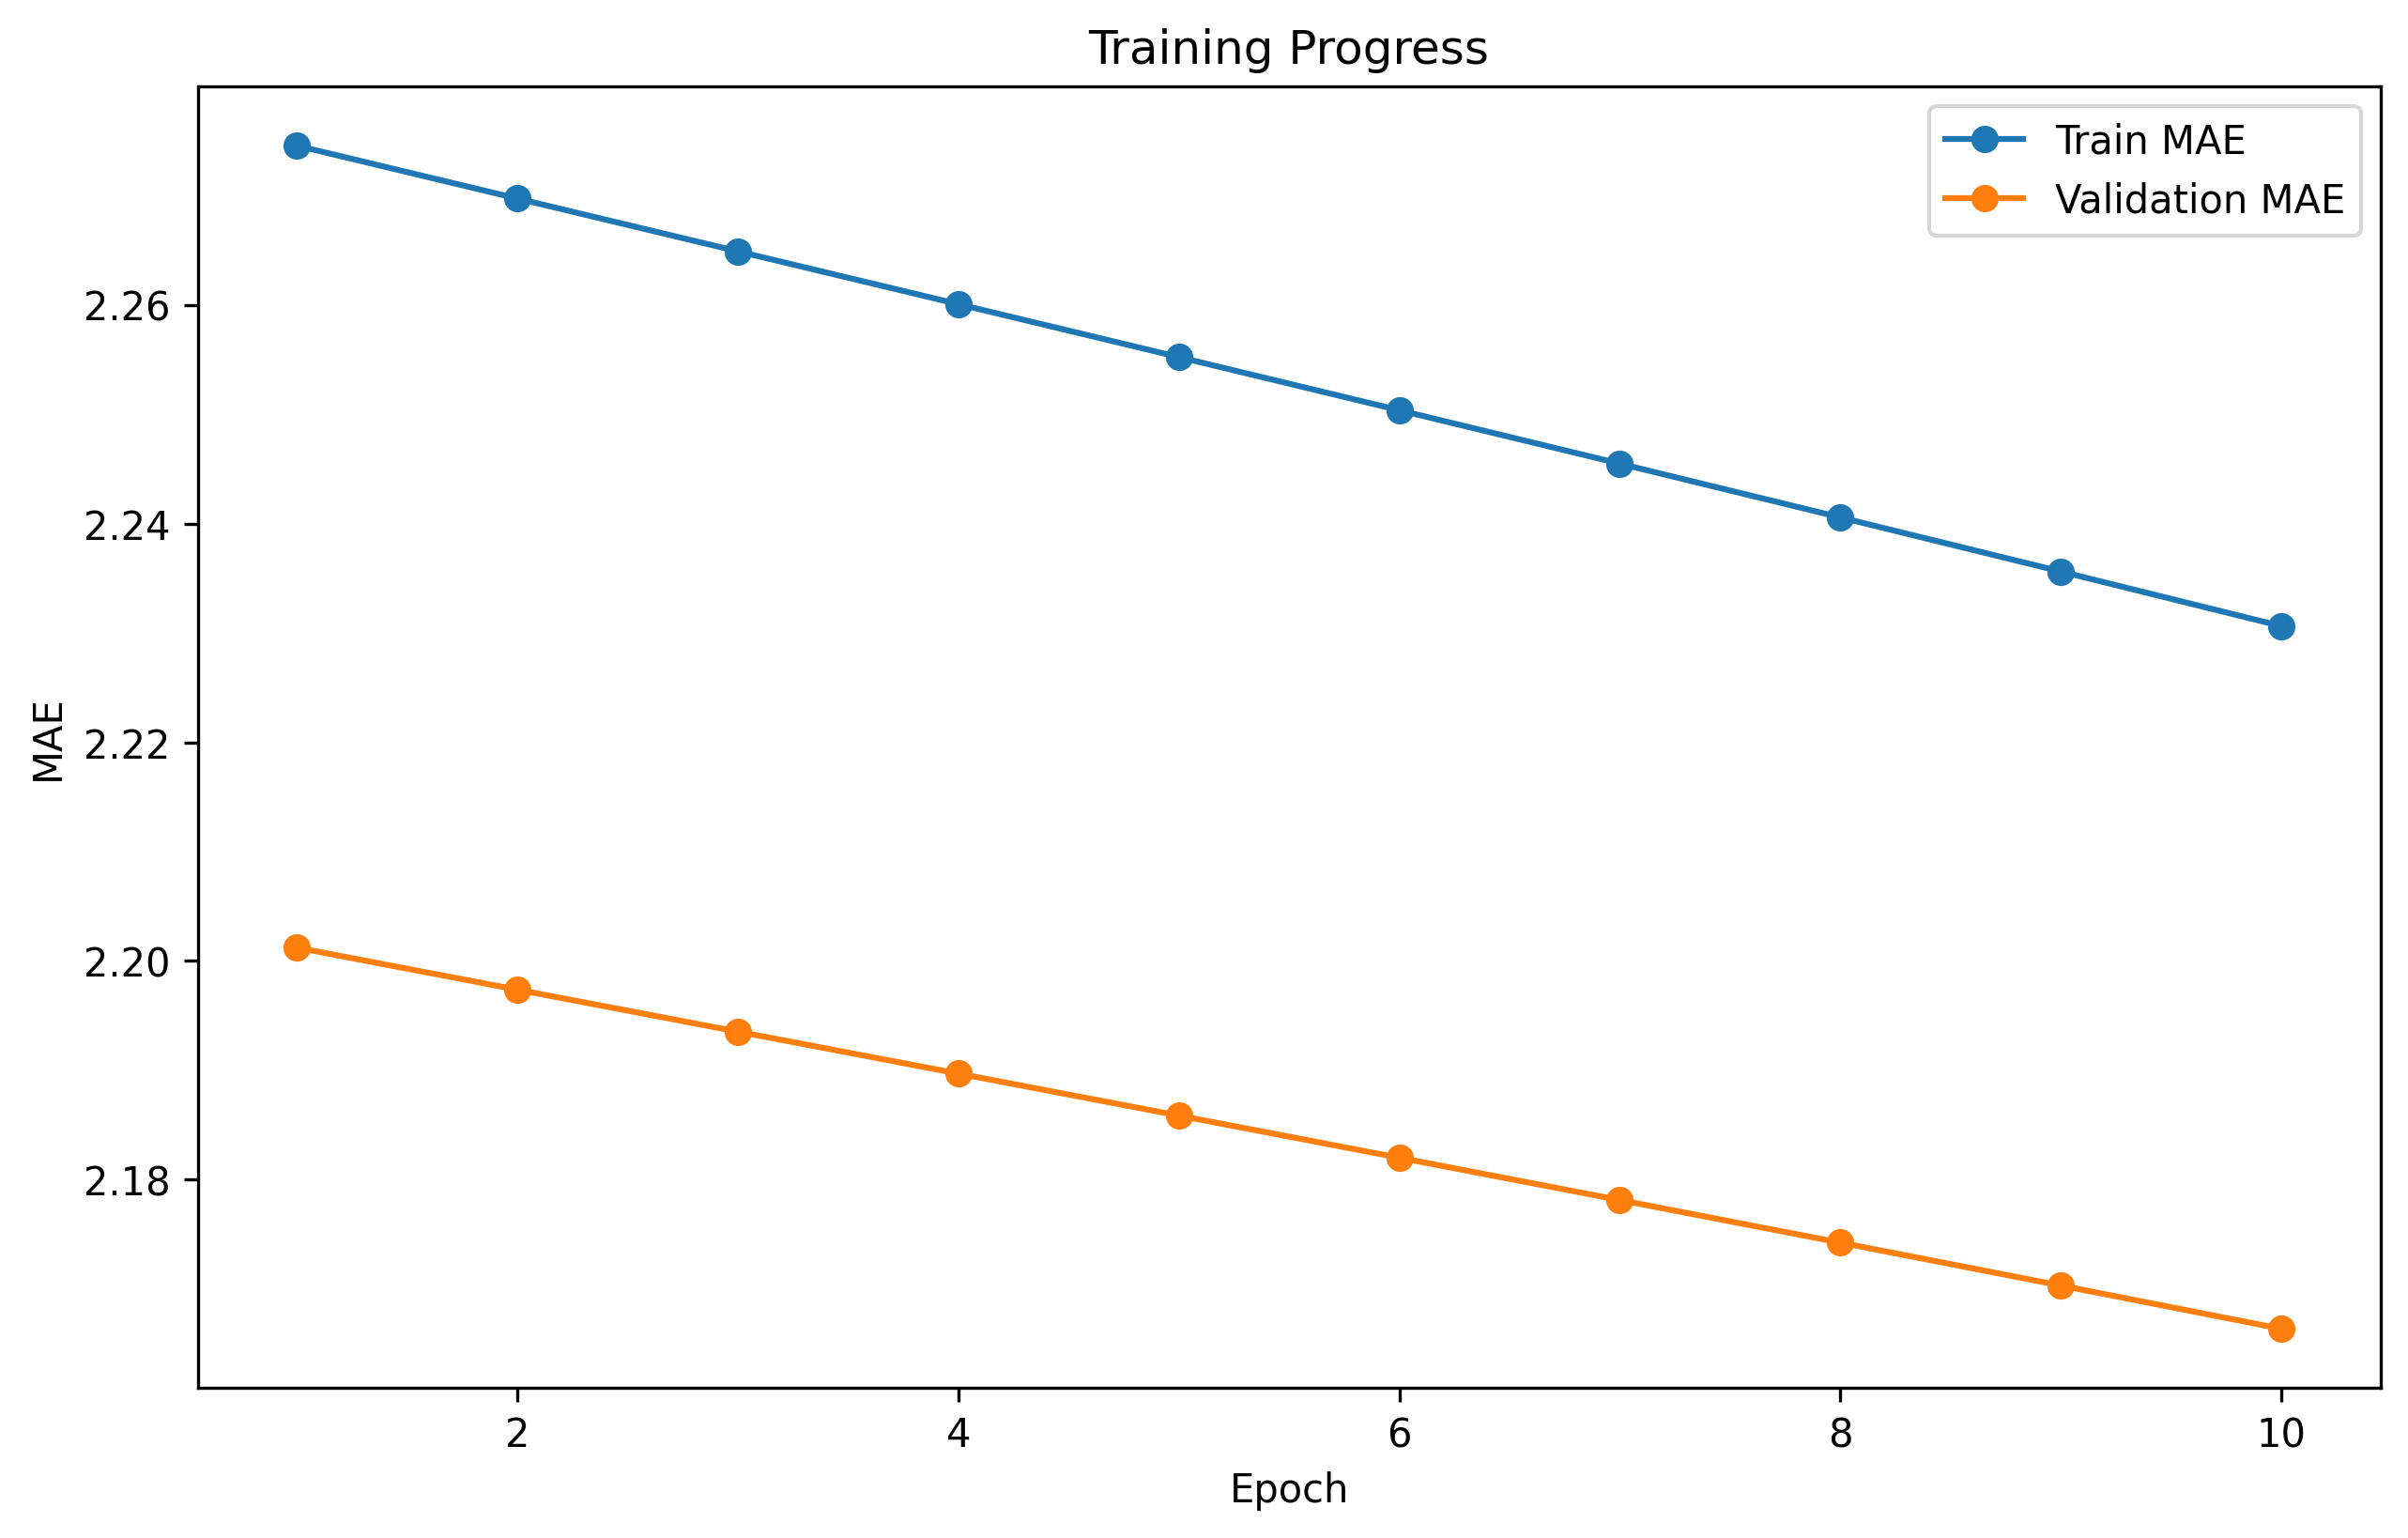 Training Progress
Train MAE
Validation MAE
MAE
2.26
2.24
2.22
2.20
2.18
2 4 6 8 10
Epoch